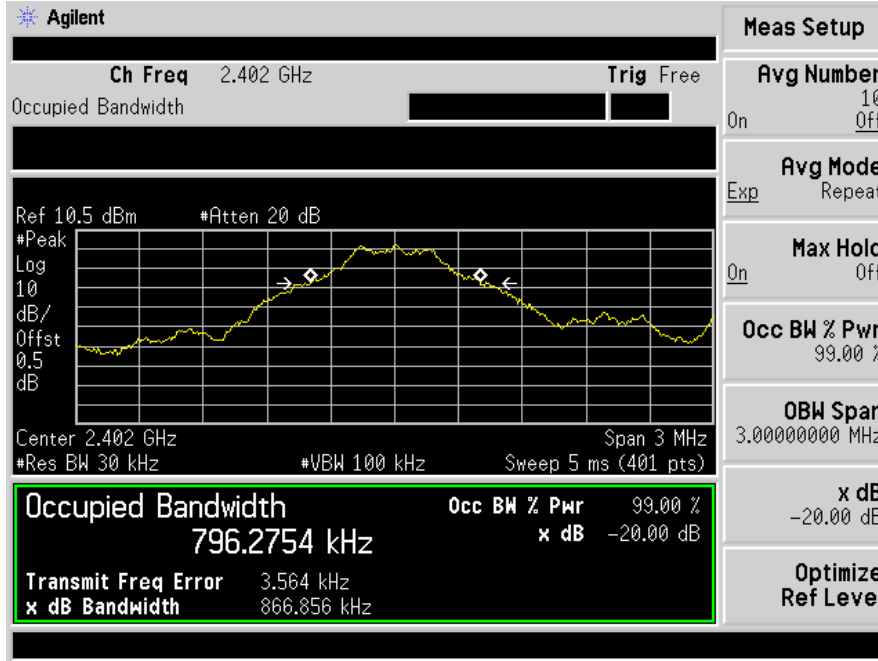 Agilent
Meas Setup
Ch Freq 2.402 GHz Trig Free
Occupied Bandwidth
Avg Number
10
On Off
Avg Mode
Exp Repeat
Max Hold
On Off
Occ BW % Pwr
99.00 %
OBW Span
3.00000000 MHz
x dB
-20.00 dB
Optimize
Ref Level
Ref 10.5 dBm #Atten 20 dB
#Peak
Log
10
dB/
Offst
0.5
dB
Center 2.402 GHz Span 3 MHz
#Res BW 30 kHz #VBW 100 kHz Sweep 5 ms (401 pts)
Occupied Bandwidth Occ BW % Pwr 99.00 %
796.2754 kHz x dB -20.00 dB
Transmit Freq Error 3.564 kHz
x dB Bandwidth 866.856 kHz